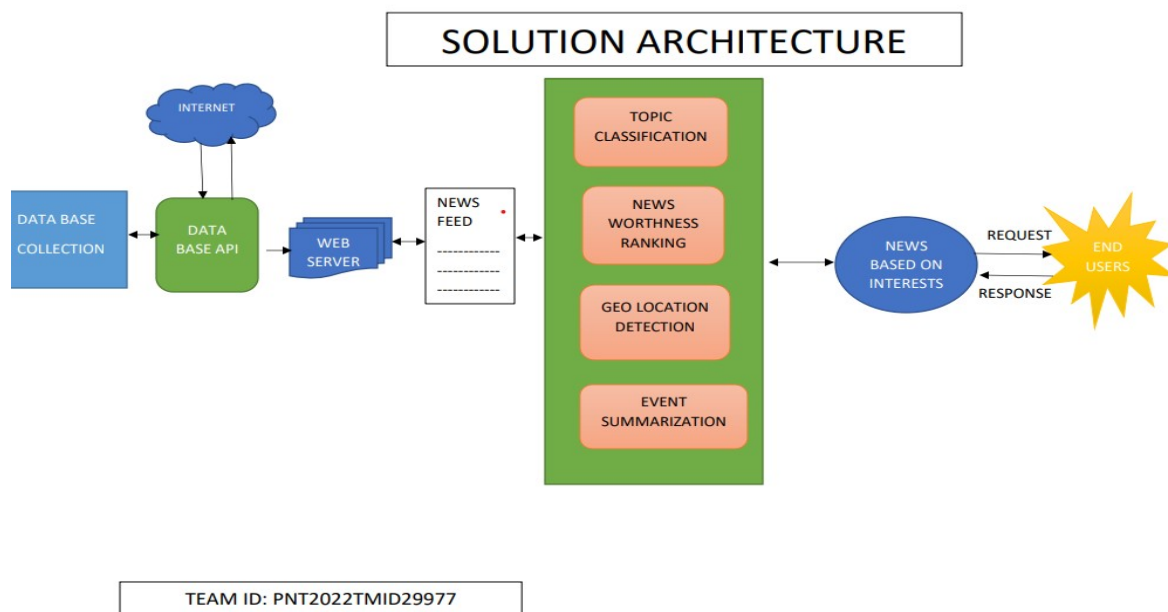 SOLUTION ARCHITECTURE
INTERNET
DATA BASE
COLLECTION
DATA
BASE API
WEB
SERVER
NEWS
FEED
------------
------------
------------
TOPIC
CLASSIFICATION
NEWS
WORTHNESS
RANKING
GEO LOCATION
DETECTION
EVENT
SUMMARIZATION
NEWS
BASED ON
INTERESTS
REQUEST
RESPONSE
END
USERS
TEAM ID: PNT2022TMID29977